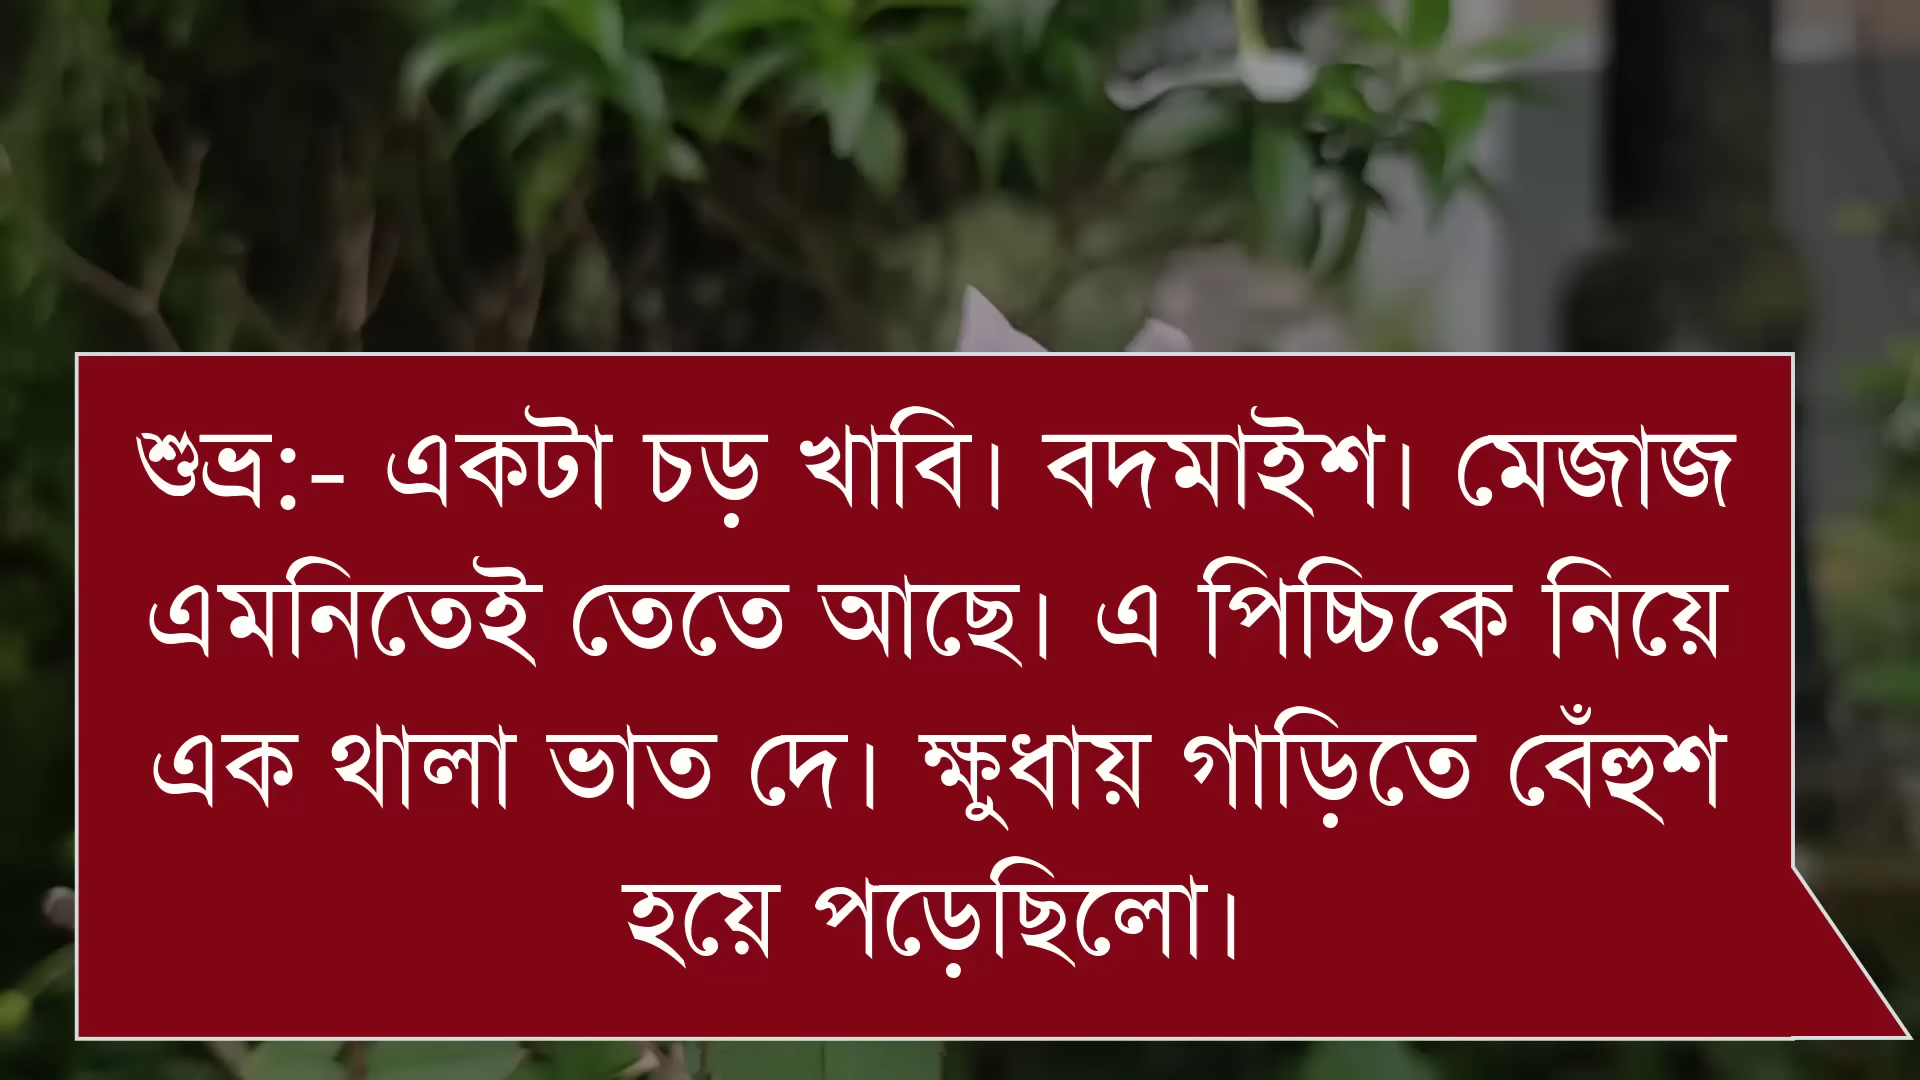 শুভ্র:- একটা চড় খাবি। বদমাইশ। মেজাজ
এমনিতেই তেতে আছে। এ পিচ্চিকে নিয়ে
এক থালা ভাত দে। ক্ষুধায় গাড়িতে বেঁহুশ
হয়ে পড়েছিলো।